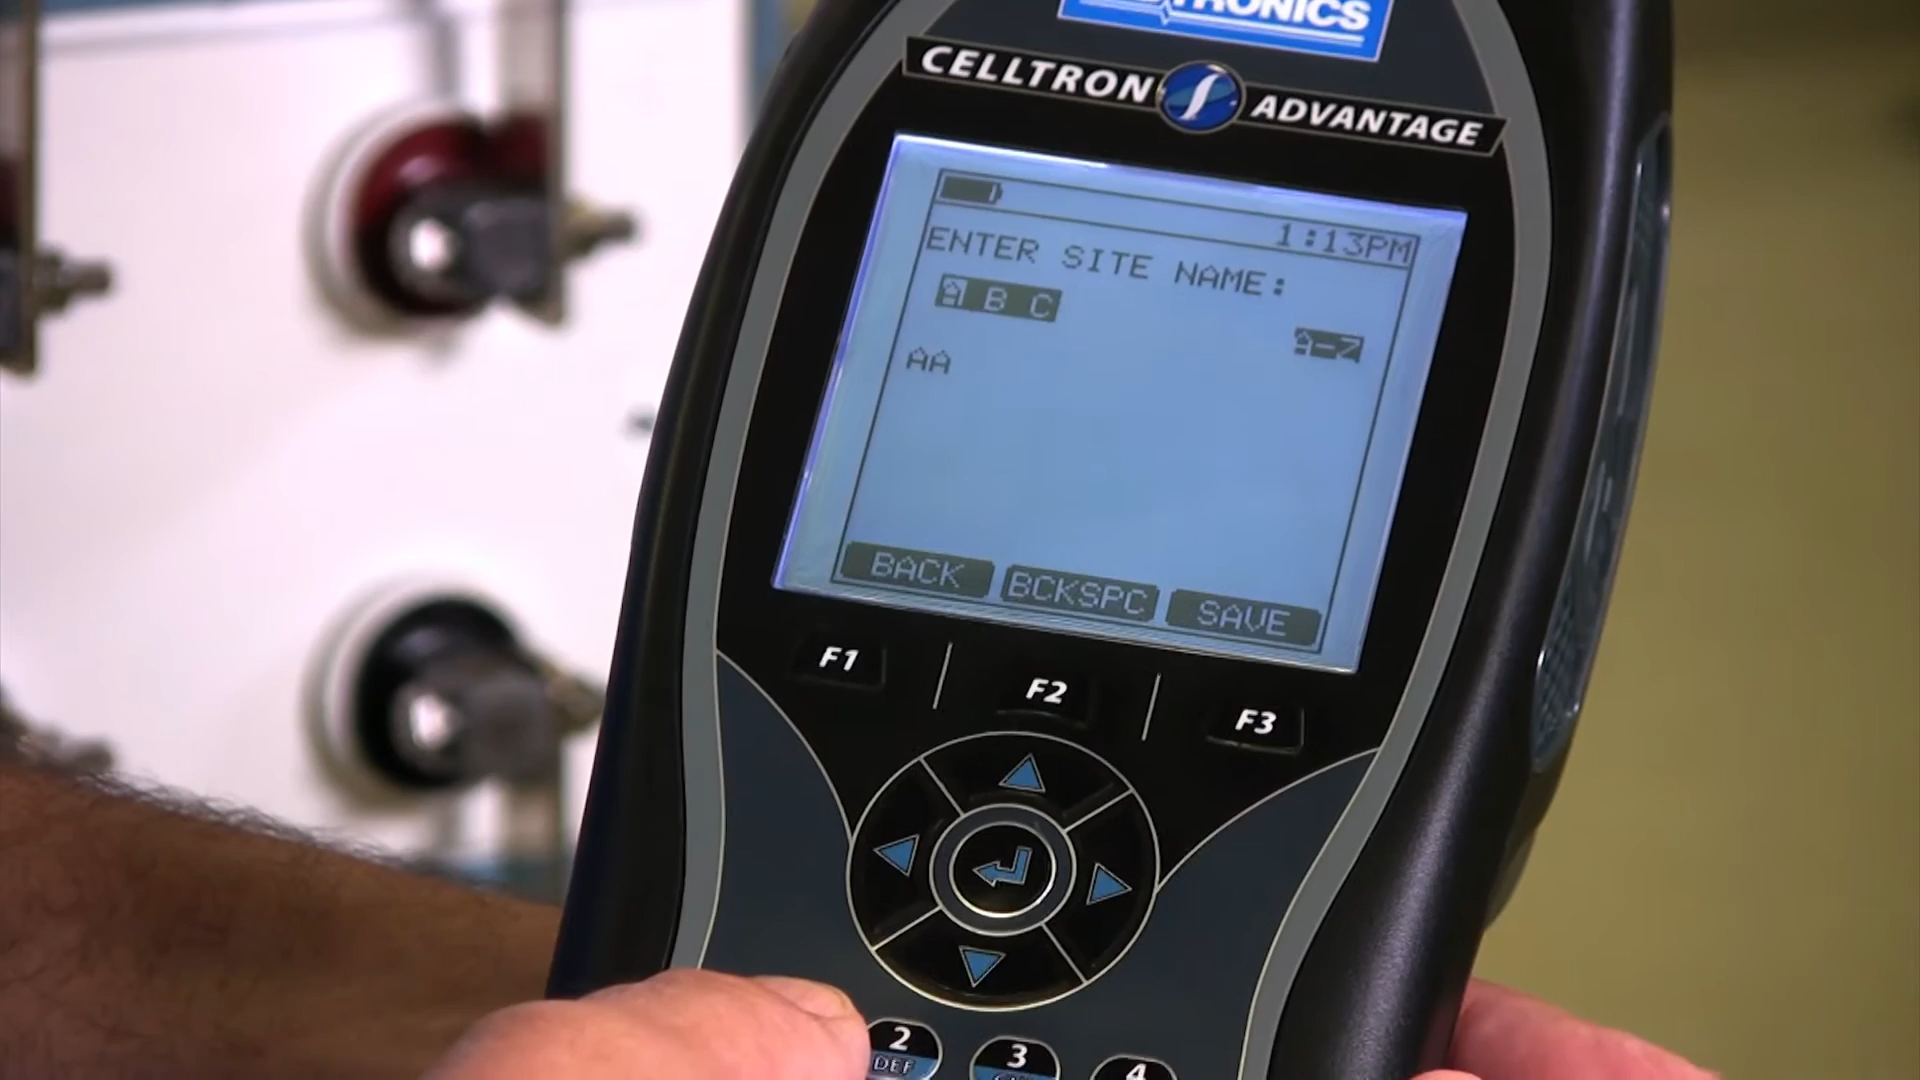 TRONICS
CELLTRON ADVANTAGE
1:13PM
ENTER SITE NAME:
A B C
A-Z
AA
BACK BCKSPC SAVE
F1 F2 F3
2 3 4
DEF